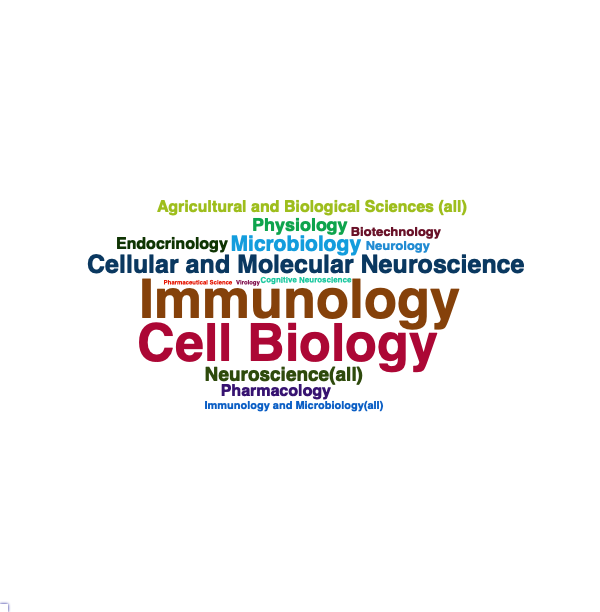 Agricultural and Biological Sciences (all)
Physiology
Biotechnology
Endocrinology
Microbiology
Neurology
Cellular and Molecular Neuroscience
Pharmaceutical Science
Virology
Cognitive Neuroscience
Immunology
Cell Biology
Neuroscience(all)
Pharmacology
Immunology and Microbiology(all)